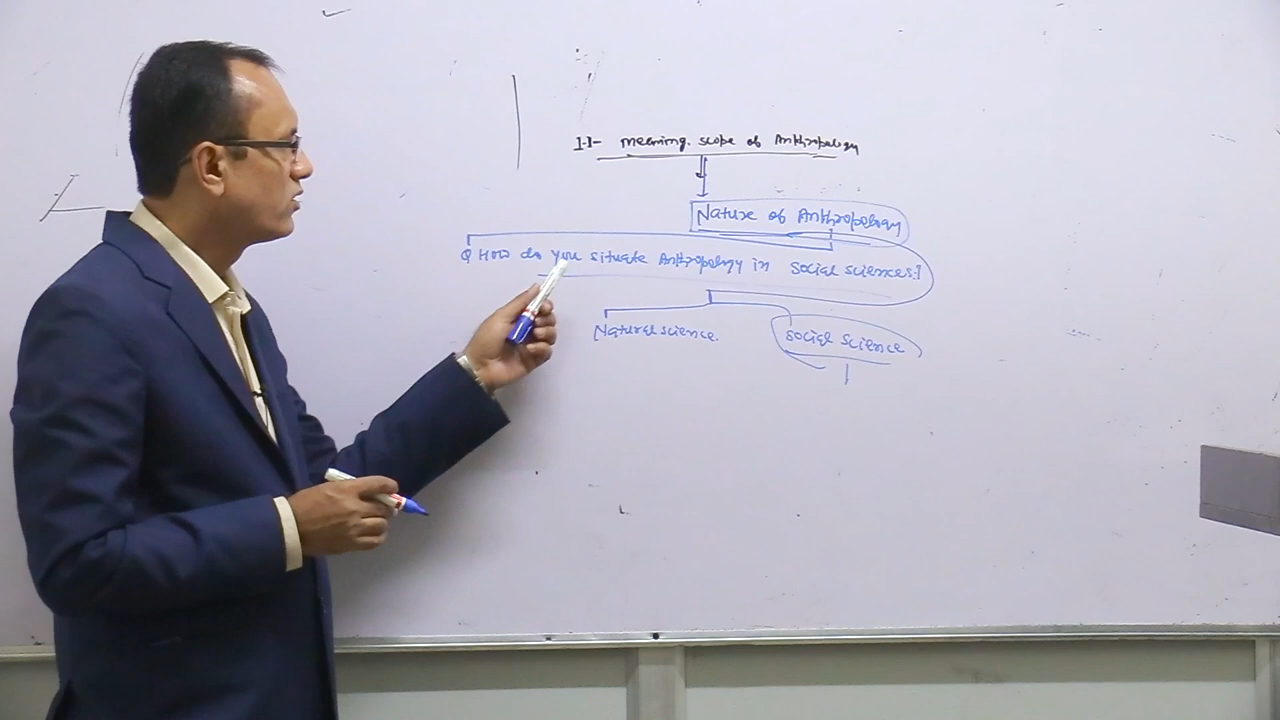 1.1- meaning, scope of Anthropology
Nature of Anthropology
Q How do you situate Anthropology in social sciences?
Natural science.
social science